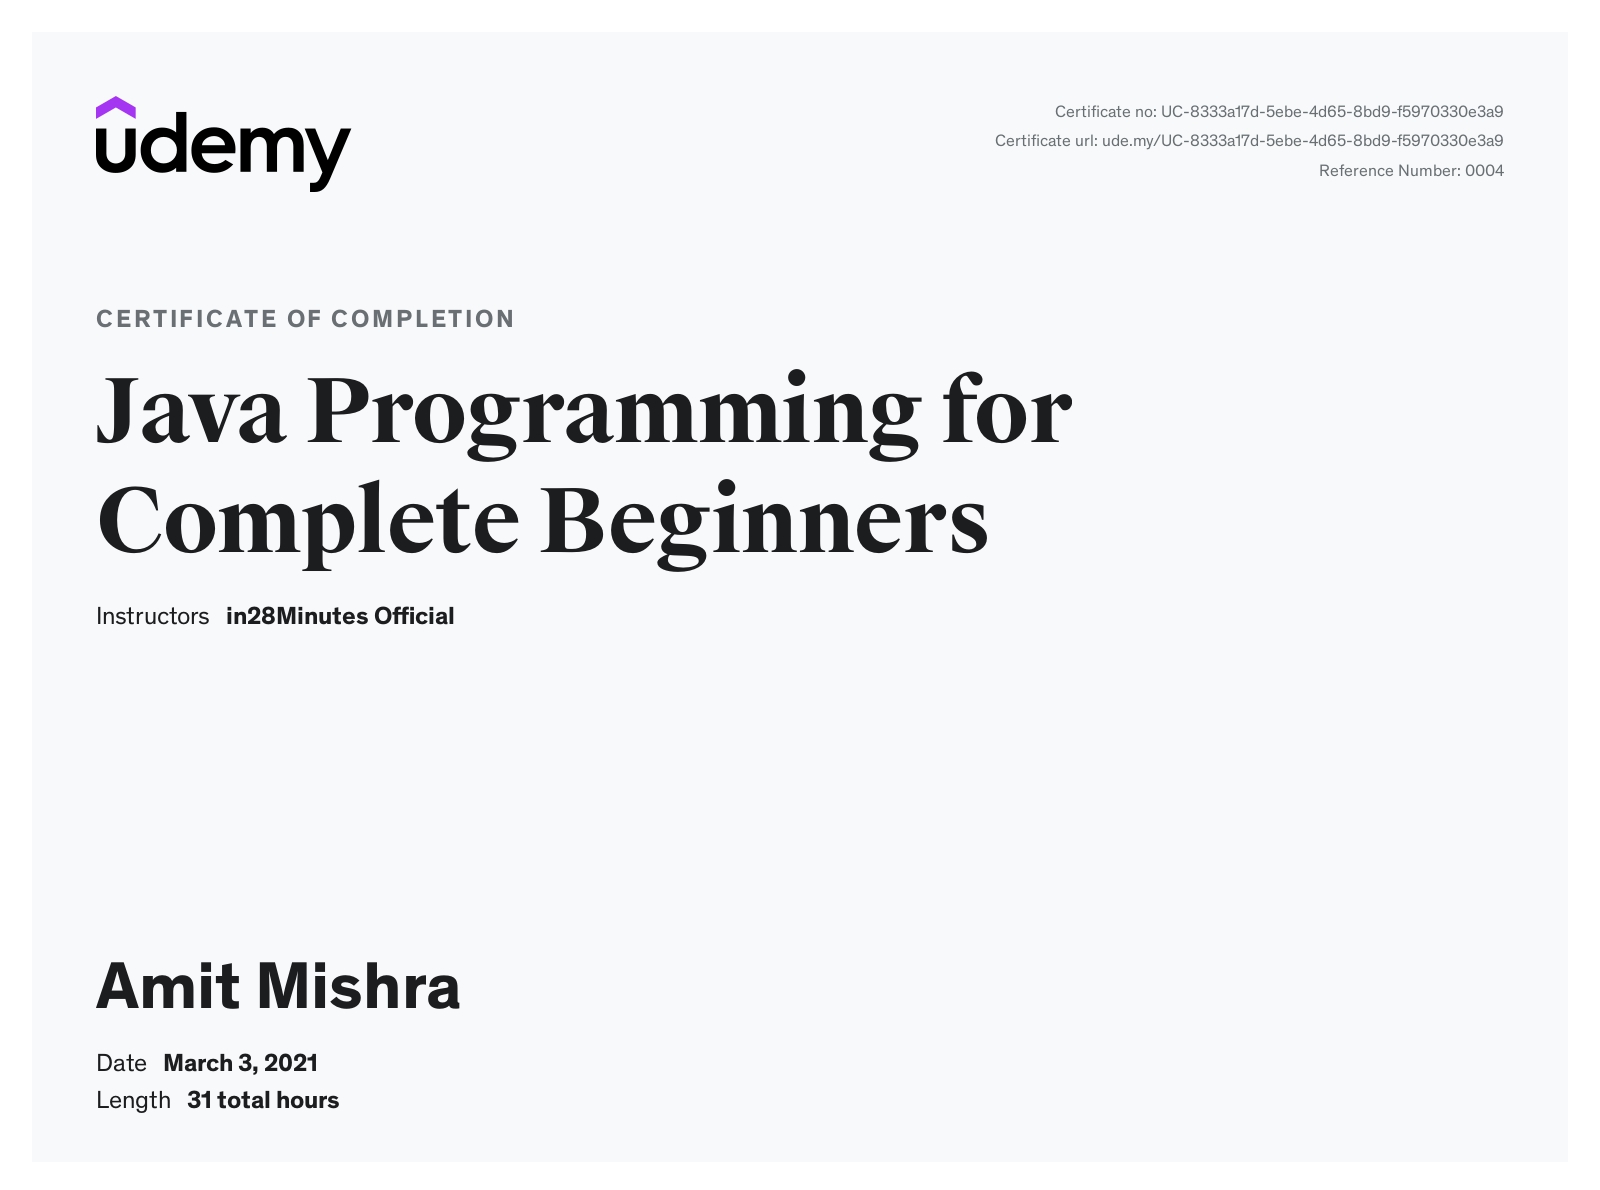 udemy
Certificate no: UC-8333a17d-5ebe-4d65-8bd9-f5970330e3a9
Certificate url: ude.my/UC-8333a17d-5ebe-4d65-8bd9-f5970330e3a9
Reference Number: 0004
CERTIFICATE OF COMPLETION
Java Programming for
Complete Beginners
Instructors in28Minutes Official
Amit Mishra
Date March 3, 2021
Length 31 total hours